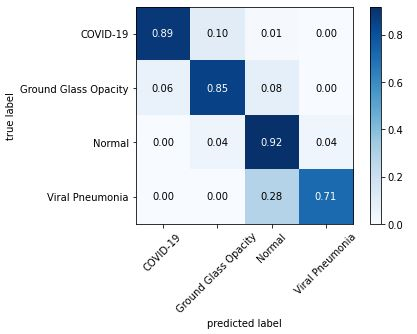 COVID-19 0.89 0.10 0.01 0.00
Ground Glass Opacity 0.06 0.85 0.08 0.00
Normal 0.00 0.04 0.92 0.04
Viral Pneumonia 0.00 0.00 0.28 0.71
true label
COVID-19
Ground Glass Opacity
Normal
Viral Pneumonia
predicted label
0.8
0.6
0.4
0.2
0.0